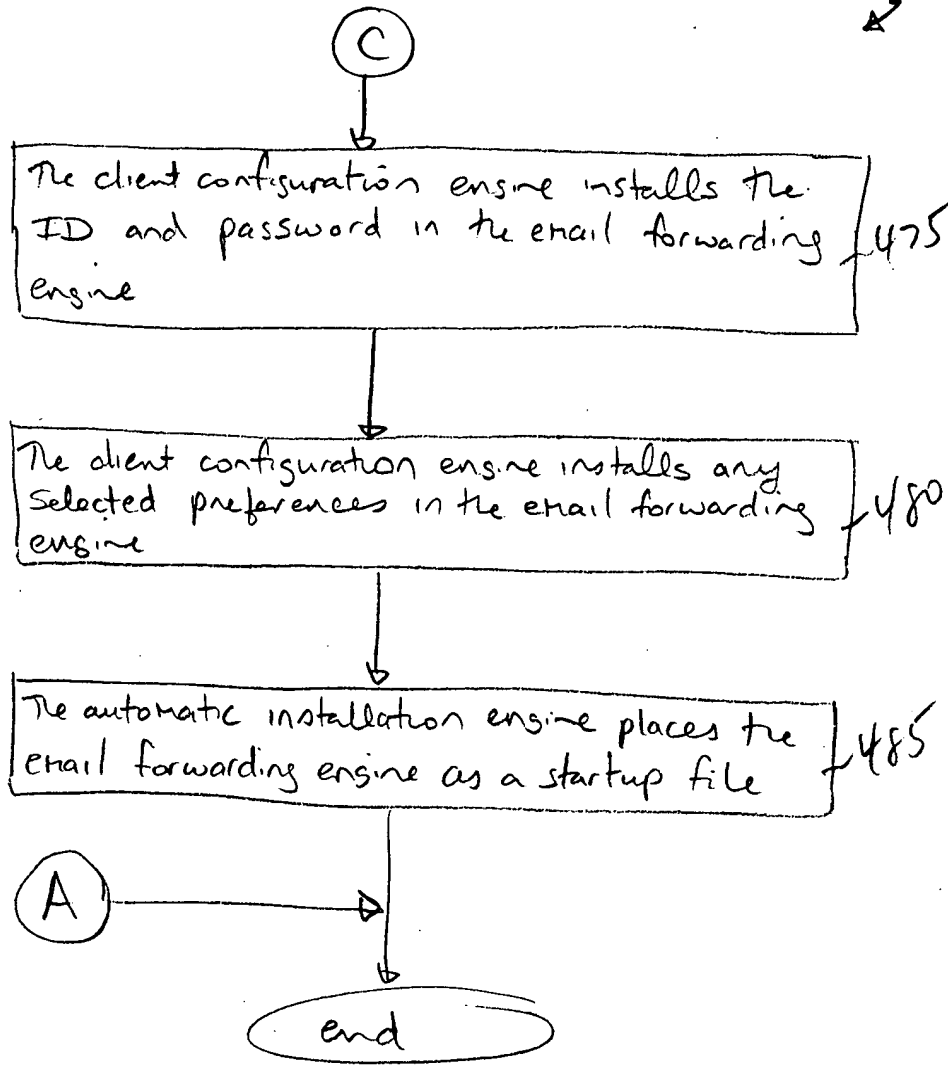 C
The client configuration engine installs the
ID and password in the email forwarding
engine
475
The client configuration engine installs any
Selected preferences in the email forwarding
engine
480
The automatic installation engine places the
email forwarding engine as a startup file
485
A
end